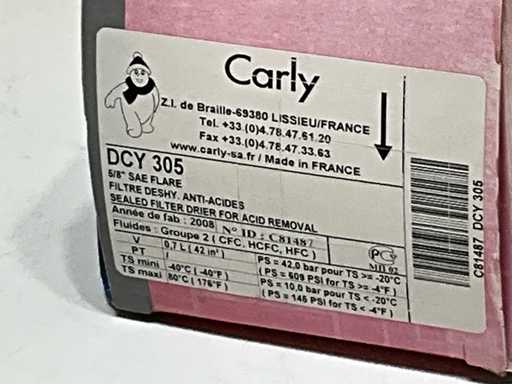 Carly
Z.I. de Braille-69380 LISSIEU/FRANCE
Tel. +33.(0)4.78.47.61.20
Fax +33.(0)4.78.47.33.63
www.carly-sa.fr / Made in FRANCE
DCY 305
5/8" SAE FLARE
FILTRE DESHY. ANTI-ACIDES
SEALED FILTER DRIER FOR ACID REMOVAL
Année de fab : 2008 N° ID : C81487
Fluides : Groupe 2 ( CFC, HCFC, HFC )
V 0,7 L ( 42 in³ )
PT PS = 42,0 bar pour TS >= -20°C
( PS = 609 PSI for TS >= -4°F )
TS mini -40°C ( -40°F ) PS = 10,0 bar pour TS < -20°C
TS maxi 80°C ( 176°F ) ( PS = 145 PSI for TS < -4°F )
МП 02
C81487 DCY 305